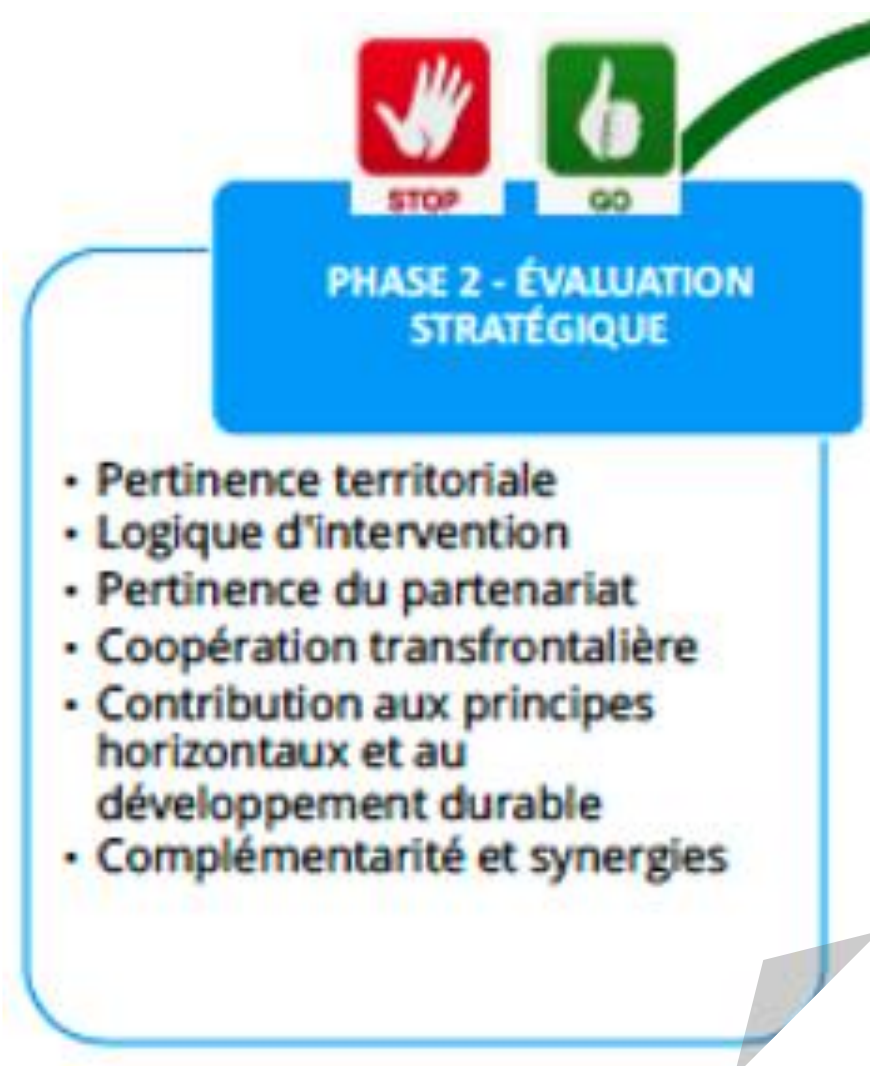 STOP GO
PHASE 2 - ÉVALUATION
STRATÉGIQUE
• Pertinence territoriale
• Logique d'intervention
• Pertinence du partenariat
• Coopération transfrontalière
• Contribution aux principes
horizontaux et au
développement durable
• Complémentarité et synergies